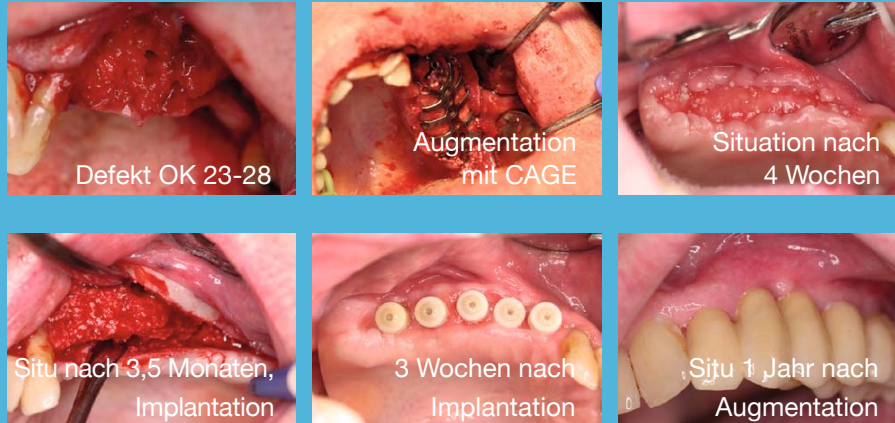 Defekt OK 23-28
Augmentation
mit CAGE
Situation nach
4 Wochen
Situ nach 3,5 Monaten,
Implantation
3 Wochen nach
Implantation
Situ 1 Jahr nach
Augmentation